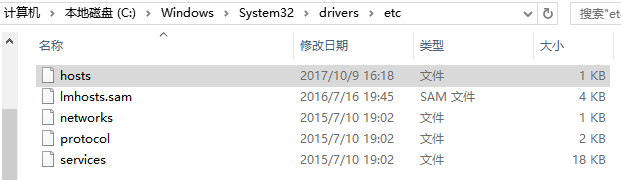 计算机 › 本地磁盘 (C:) › Windows › System32 › drivers › etc 搜索"et
名称 修改日期 类型 大小
hosts 2017/10/9 16:18 文件 1 KB
lmhosts.sam 2016/7/16 19:45 SAM 文件 4 KB
networks 2015/7/10 19:02 文件 1 KB
protocol 2015/7/10 19:02 文件 2 KB
services 2015/7/10 19:02 文件 18 KB